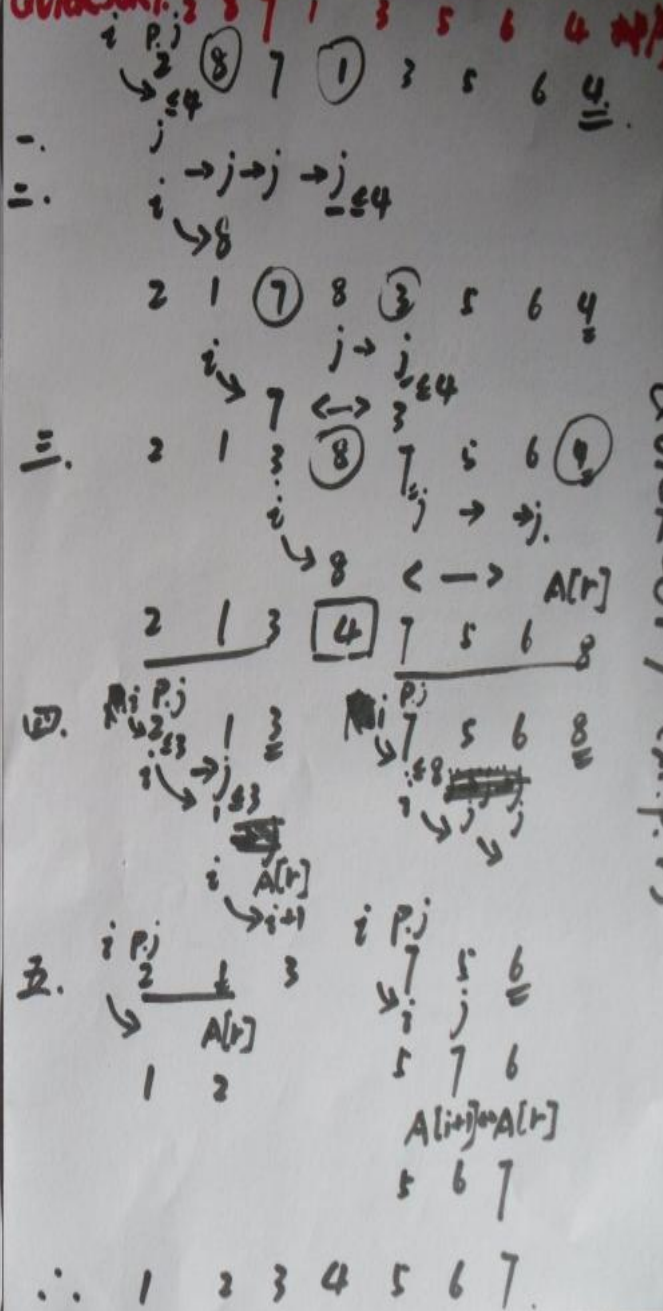 2 8 7 1 3 5 6 4
i p.j
2 8 7 1 3 5 6 4
≤4
一. j
二. i → j → j → j ≤4
8
2 1 7 8 3 5 6 4
i j → j ≤4
7 <—> 3
三. 2 1 3 8 7 5 6 4
i j → → j.
8 < — > A[r]
2 1 3 4 7 5 6 8
四. i p.j i p.j
2 1 3 7 5 6 8
≤3 → j ≤8
i i ≤3 i j j
i A[r]
i+1
i p.j i p.j
五. 2 1 3 7 5 6
i j
A[r]
1 2 5 7 6
A[i+1]↔A[r]
5 6 7
∴ 1 2 3 4 5 6 7